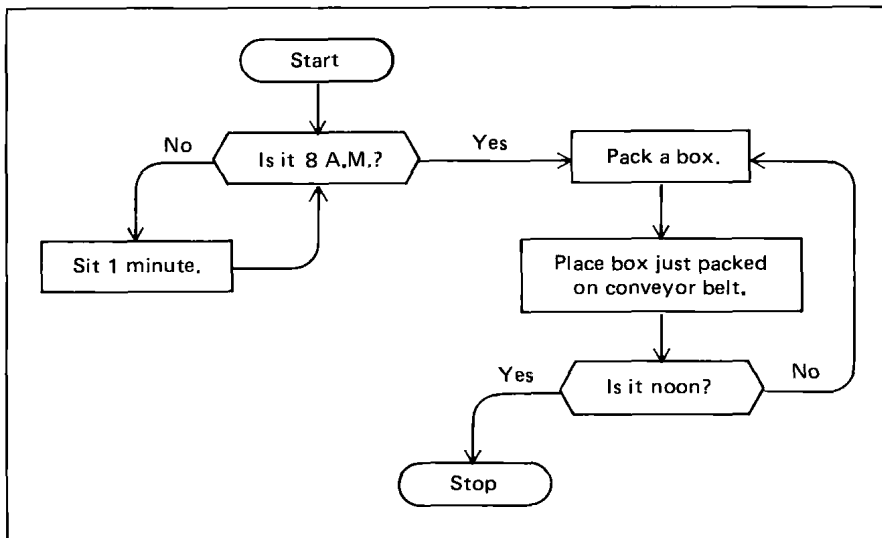 Start
No
Is it 8 A.M.?
Yes
Pack a box.
Sit 1 minute.
Place box just packed
on conveyor belt.
Yes
Is it noon?
No
Stop